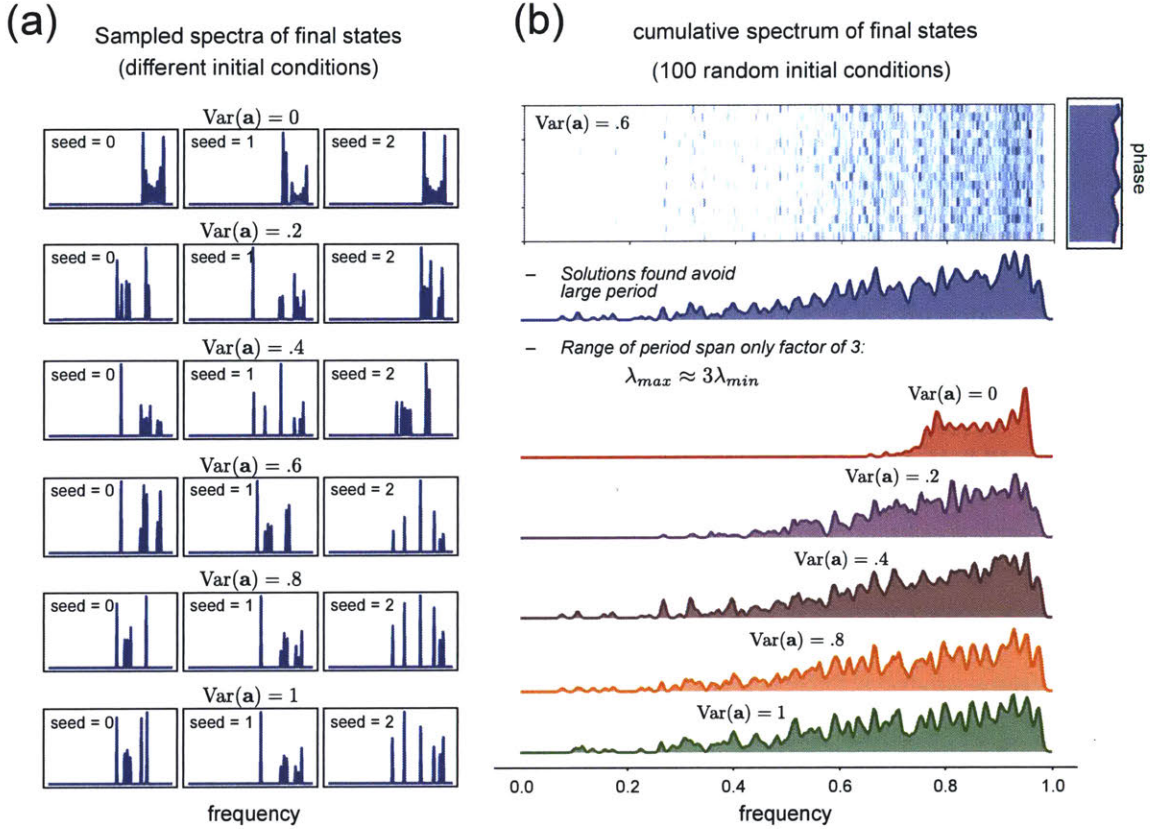 (a)
Sampled spectra of final states
(different initial conditions)
Var(a) = 0
seed = 0
seed = 1
seed = 2
Var(a) = .2
seed = 0
seed = 1
seed = 2
Var(a) = .4
seed = 0
seed = 1
seed = 2
Var(a) = .6
seed = 0
seed = 1
seed = 2
Var(a) = .8
seed = 0
seed = 1
seed = 2
Var(a) = 1
seed = 0
seed = 1
seed = 2
frequency
(b)
cumulative spectrum of final states
(100 random initial conditions)
Var(a) = .6
phase
– Solutions found avoid
large period
– Range of period span only factor of 3:
λmax ≈ 3λmin
Var(a) = 0
Var(a) = .2
Var(a) = .4
Var(a) = .8
Var(a) = 1
0.0 0.2 0.4 0.6 0.8 1.0
frequency